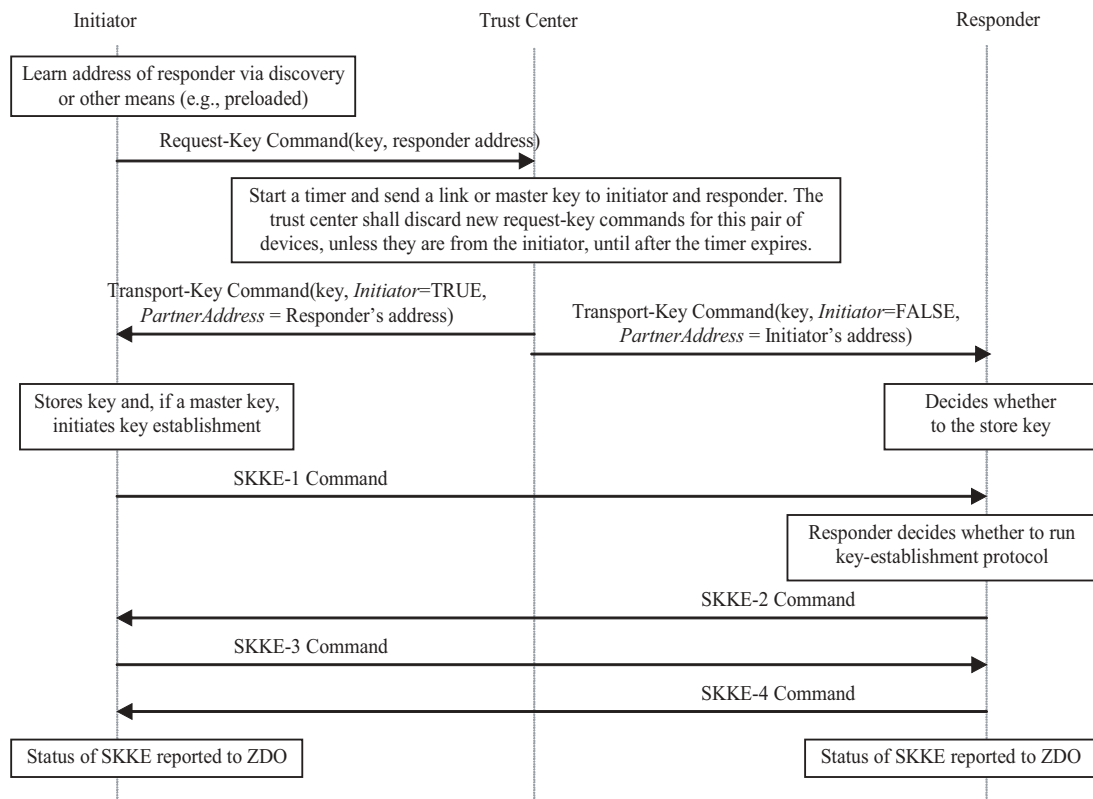 Initiator
Trust Center
Responder
Learn address of responder via discovery
or other means (e.g., preloaded)
Request-Key Command(key, responder address)
Start a timer and send a link or master key to initiator and responder. The
trust center shall discard new request-key commands for this pair of
devices, unless they are from the initiator, until after the timer expires.
Transport-Key Command(key, Initiator=TRUE,
PartnerAddress = Responder's address)
Transport-Key Command(key, Initiator=FALSE,
PartnerAddress = Initiator's address)
Stores key and, if a master key,
initiates key establishment
Decides whether
to the store key
SKKE-1 Command
Responder decides whether to run
key-establishment protocol
SKKE-2 Command
SKKE-3 Command
SKKE-4 Command
Status of SKKE reported to ZDO
Status of SKKE reported to ZDO